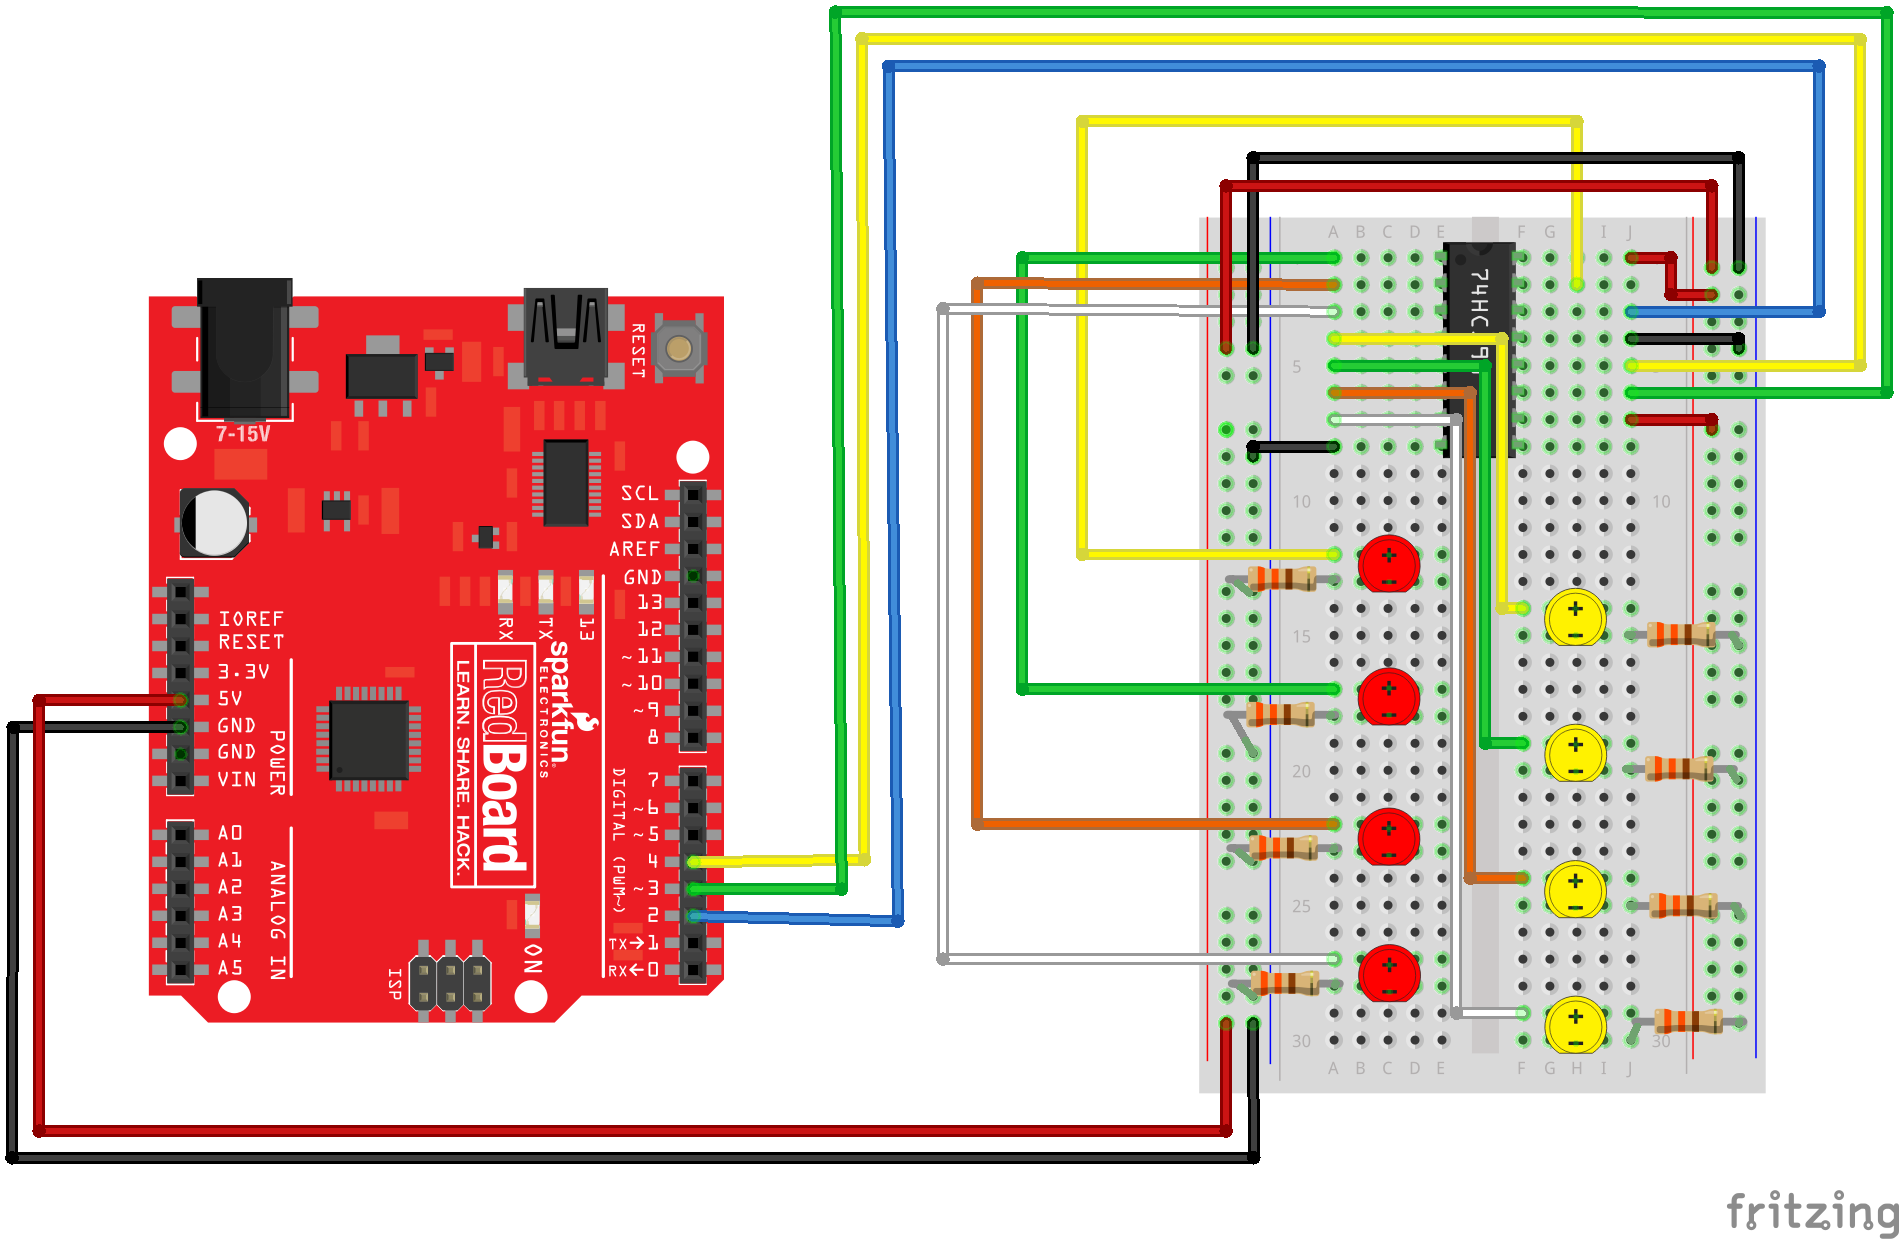 A B C D E F G I J
74HC
7-15V
RESET
5
SCL
SDA
AREF
GND
13
12
~11
~10
~9
8
10
10
RX
TX
13
IOREF
RESET
3.3V
5V
GND
GND
VIN
POWER
sparkfun
ELECTRONICS
RedBoard
LEARN. SHARE. HACK.
15
7
~6
~5
4
~3
2
TX→1
RX←0
DIGITAL (PWM~)
20
A0
A1
A2
A3
A4
A5
ANALOG IN
25
ISP
ON
30
30
A B C D E F G H I J
fritzing